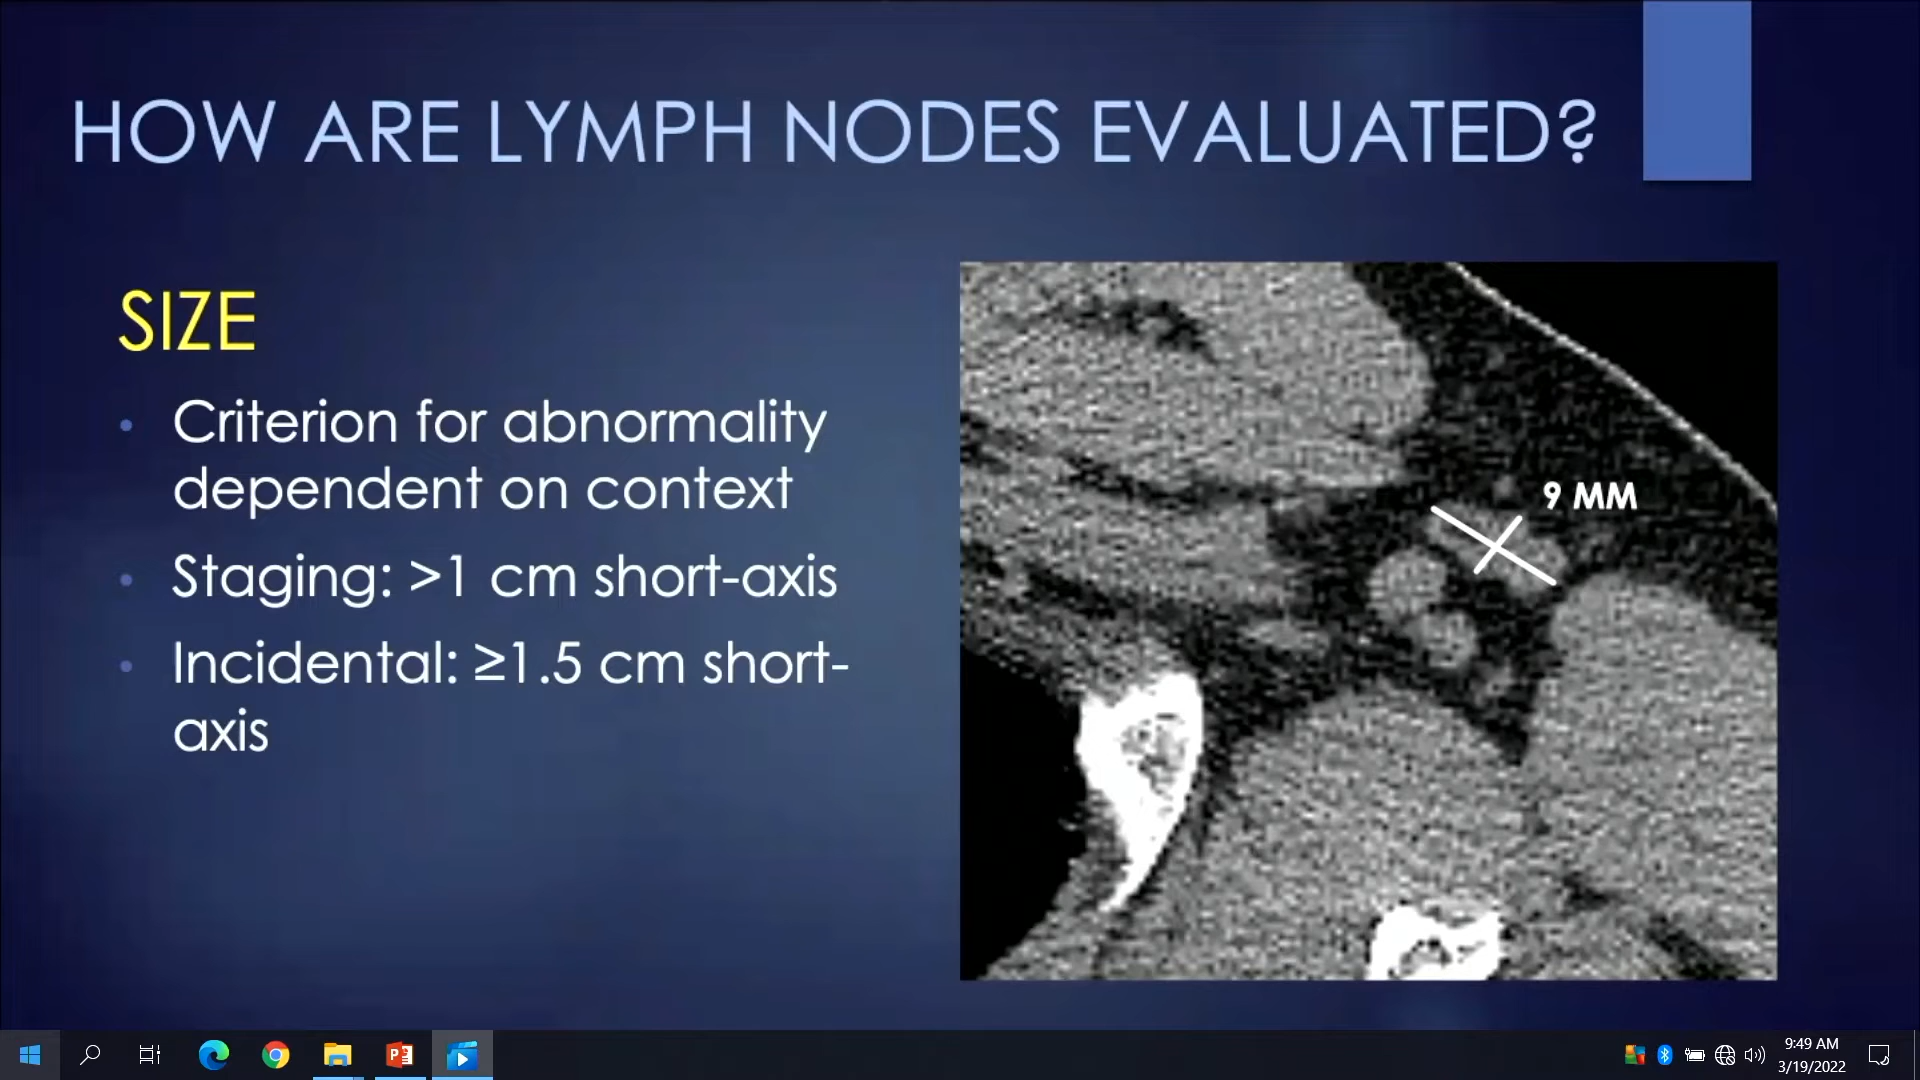 HOW ARE LYMPH NODES EVALUATED?
SIZE
• Criterion for abnormality
dependent on context
• Staging: >1 cm short-axis
• Incidental: ≥1.5 cm short-
axis
9 MM
9:49 AM
3/19/2022